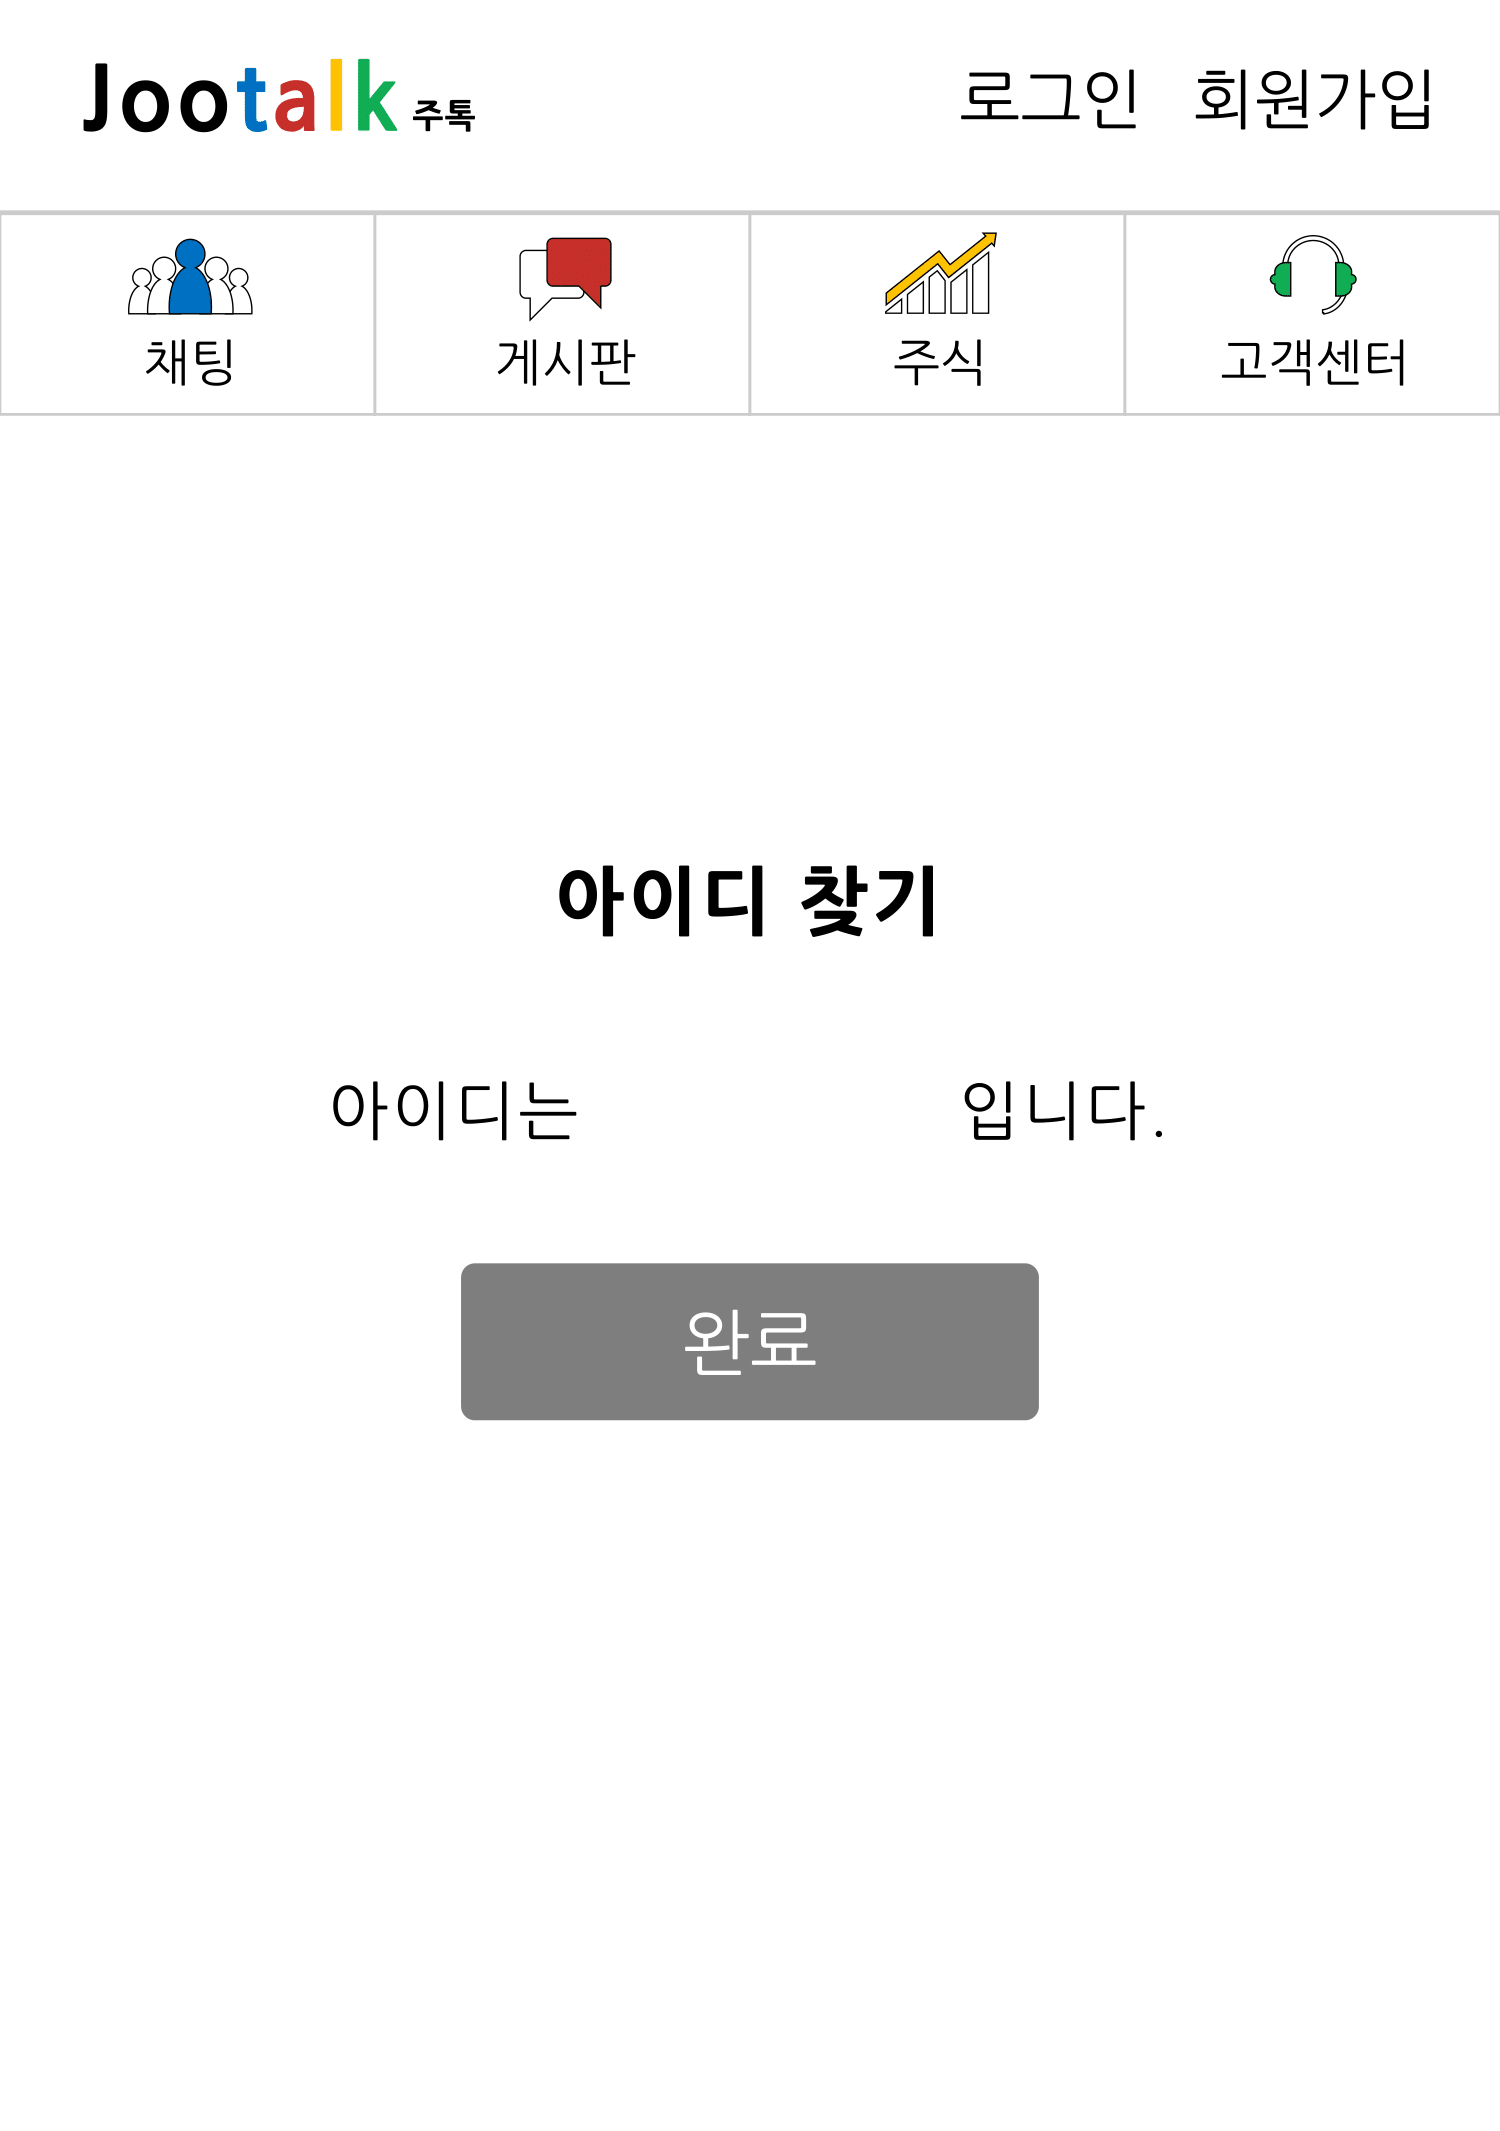 Jootalk 주톡 로그인 회원가입
채팅 게시판 주식 고객센터
아이디 찾기
아이디는 입니다.
완료